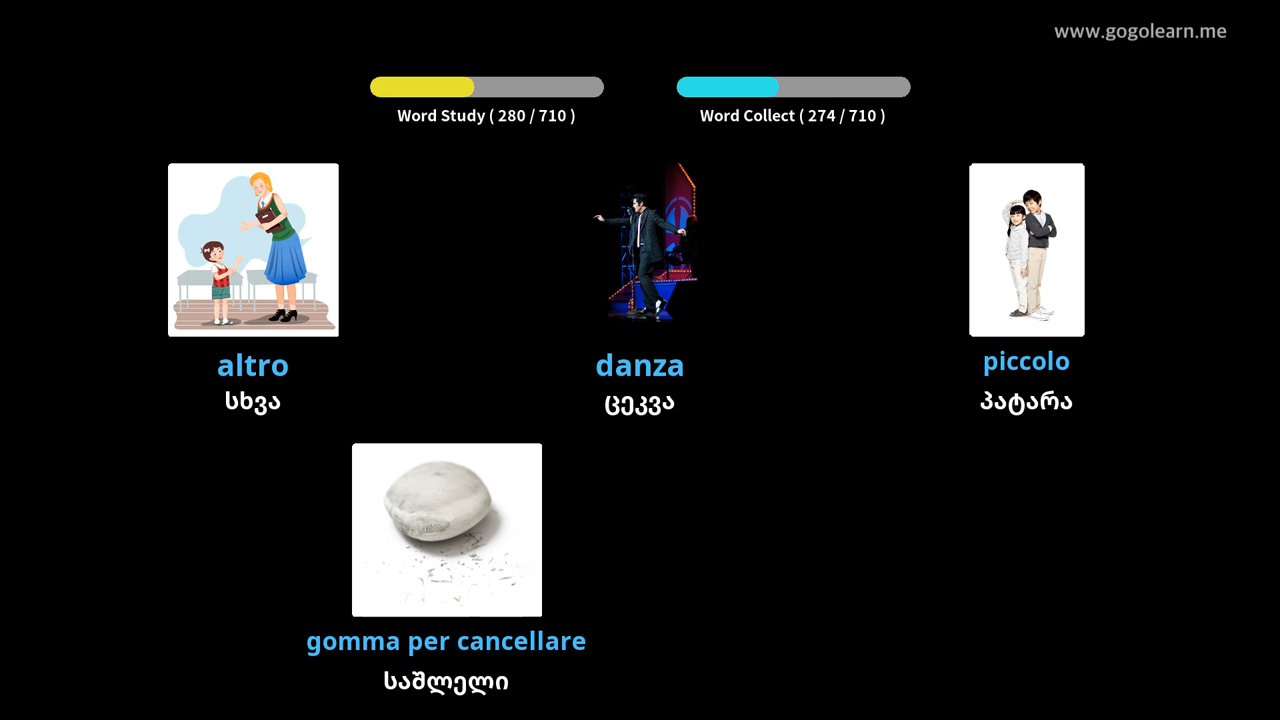 www.gogolearn.me
Word Study ( 280 / 710 )
Word Collect ( 274 / 710 )
altro
სხვა
danza
ცეკვა
piccolo
პატარა
gomma per cancellare
საშლელი